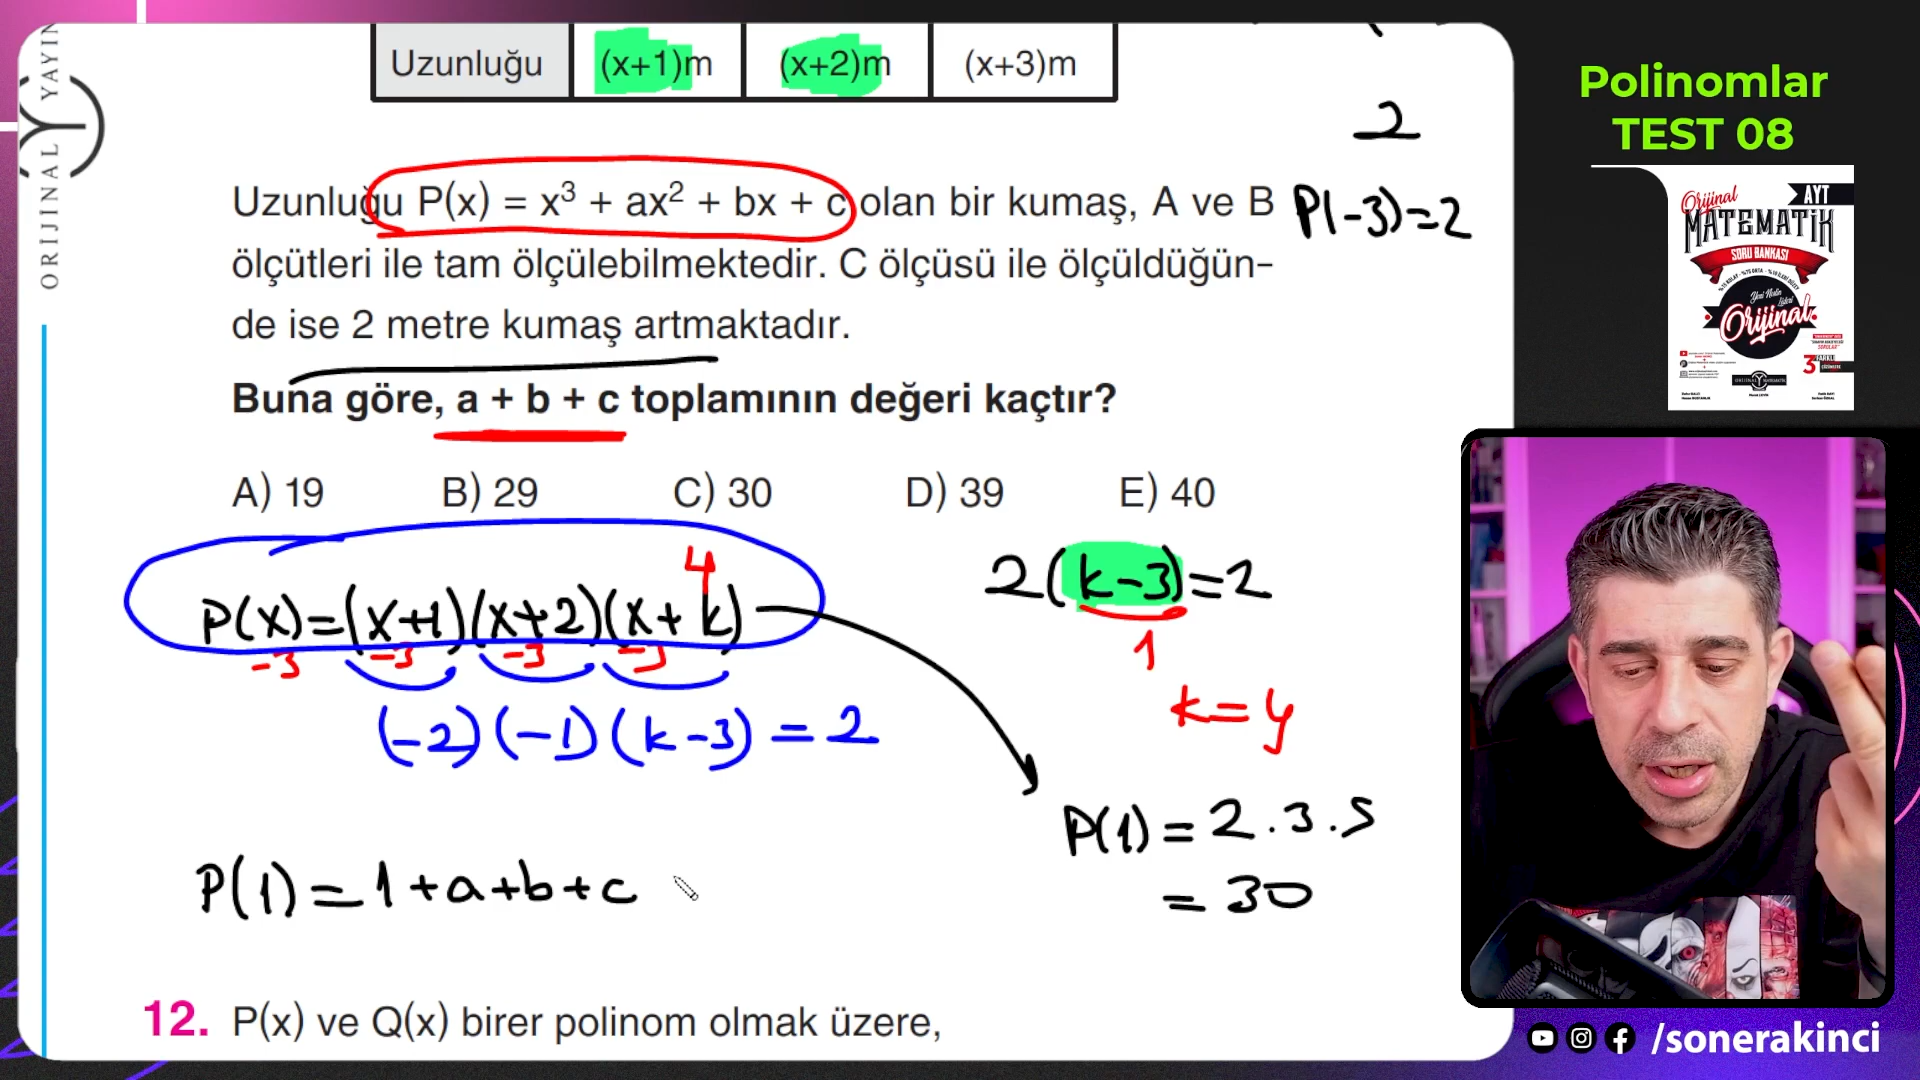 ORİJİNAL YAYIN
Uzunluğu (x+1)m (x+2)m (x+3)m
2
Uzunluğu P(x) = x³ + ax² + bx + c olan bir kumaş, A ve B
P(-3)=2
ölçütleri ile tam ölçülebilmektedir. C ölçüsü ile ölçüldüğün-
de ise 2 metre kumaş artmaktadır.
Buna göre, a + b + c toplamının değeri kaçtır?
A) 19 B) 29 C) 30 D) 39 E) 40
4
P(x)=(x+1)(x+2)(x+k)
-3 -3 -3 -3
(-2)(-1)(k-3)=2
2(k-3)=2
1
k=4
P(1)=2.3.5
=30
P(1)=1+a+b+c
12. P(x) ve Q(x) birer polinom olmak üzere,
Polinomlar
TEST 08
Orijinal
AYT
MATEMATİK
SORU BANKASI
Yeni Nesil
Orijinal
3
/sonerakinci